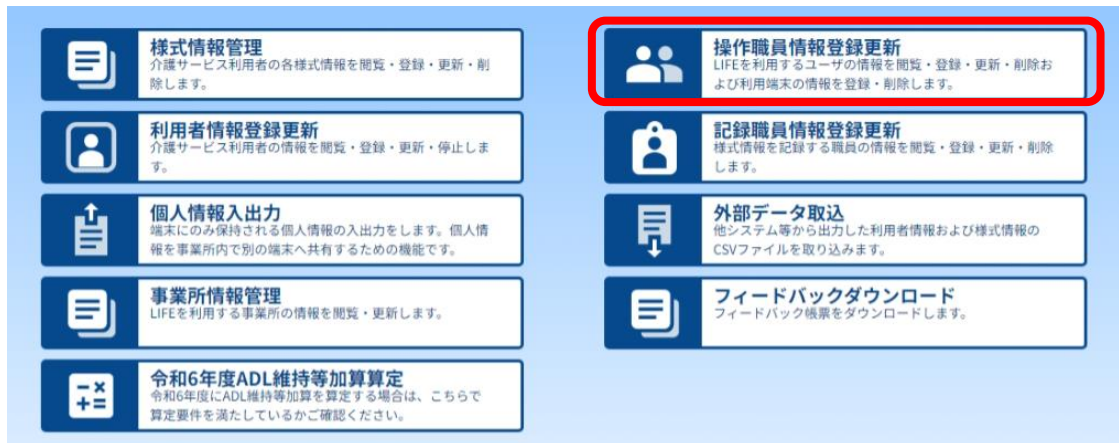 様式情報管理
介護サービス利用者の各様式情報を閲覧・登録・更新・削
除します。
操作職員情報登録更新
LIFEを利用するユーザの情報を閲覧・登録・更新・削除お
よび利用端末の情報を登録・削除します。
利用者情報登録更新
介護サービス利用者の情報を閲覧・登録・更新・停止しま
す。
記録職員情報登録更新
様式情報を記録する職員の情報を閲覧・登録・更新・削除
します。
個人情報入出力
端末にのみ保持される個人情報の入出力をします。個人情
報を事業所内で別の端末へ共有するための機能です。
外部データ取込
他システム等から出力した利用者情報および様式情報の
CSVファイルを取り込みます。
事業所情報管理
LIFEを利用する事業所の情報を閲覧・更新します。
フィードバックダウンロード
フィードバック帳票をダウンロードします。
令和6年度ADL維持等加算算定
令和6年度にADL維持等加算を算定する場合は、こちらで
算定要件を満たしているかご確認ください。